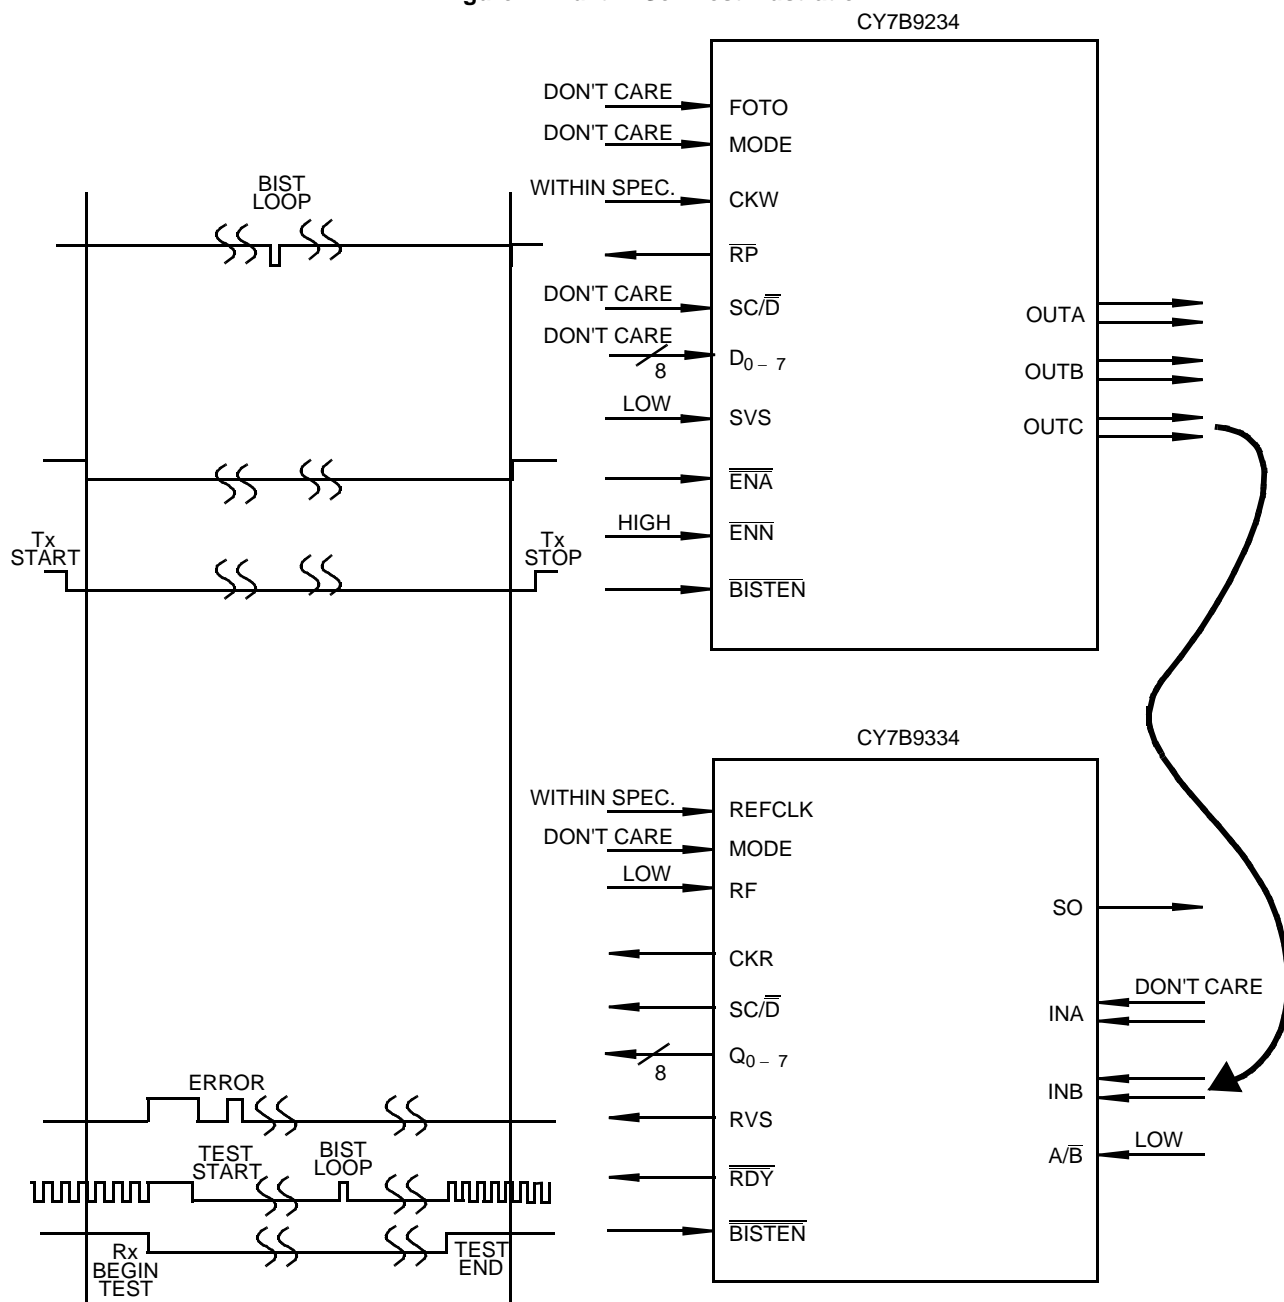 CY7B9234
DON'T CARE
FOTO
DON'T CARE
MODE
WITHIN SPEC.
CKW
RP
DON'T CARE
SC/D
DON'T CARE
8
D0 – 7
LOW
SVS
ENA
HIGH
ENN
BISTEN
OUTA
OUTB
OUTC
BIST
LOOP
Tx
START
Tx
STOP
CY7B9334
WITHIN SPEC.
REFCLK
DON'T CARE
MODE
LOW
RF
CKR
SC/D
8
Q0 – 7
RVS
RDY
BISTEN
SO
DON'T CARE
INA
INB
LOW
A/B
ERROR
TEST
START
BIST
LOOP
Rx
BEGIN
TEST
TEST
END